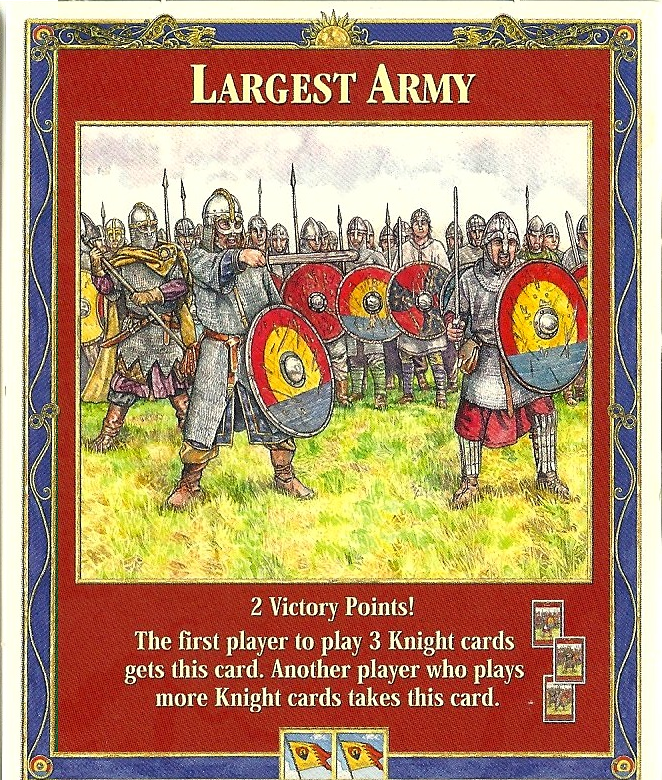 LARGEST ARMY
2 Victory Points!
The first player to play 3 Knight cards
gets this card. Another player who plays
more Knight cards takes this card.